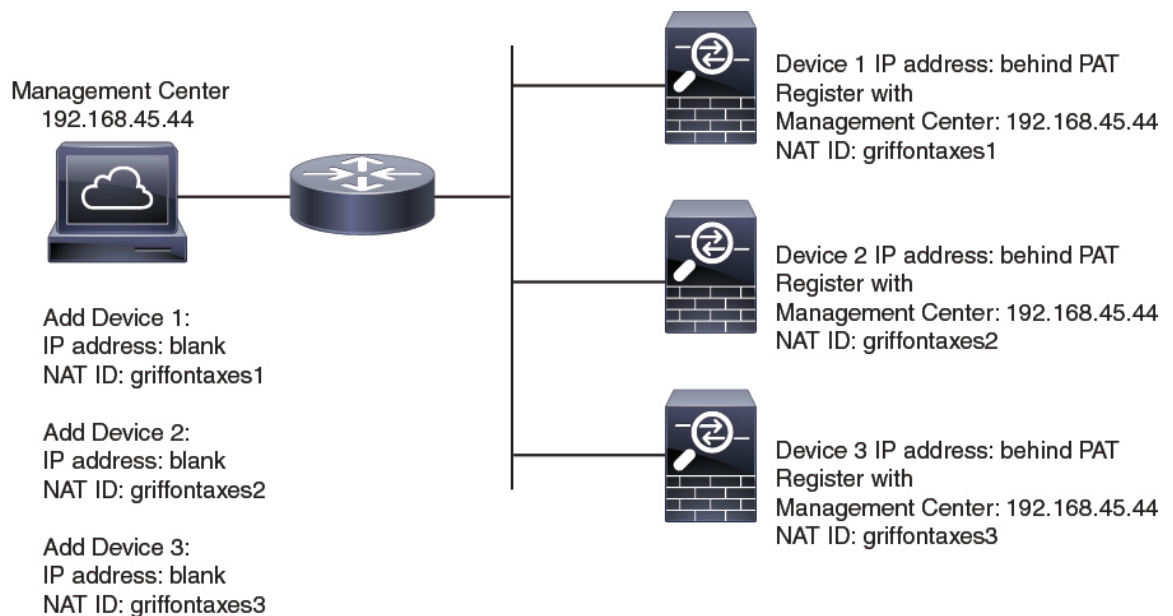 Management Center
192.168.45.44
Add Device 1:
IP address: blank
NAT ID: griffontaxes1
Add Device 2:
IP address: blank
NAT ID: griffontaxes2
Add Device 3:
IP address: blank
NAT ID: griffontaxes3
Device 1 IP address: behind PAT
Register with
Management Center: 192.168.45.44
NAT ID: griffontaxes1
Device 2 IP address: behind PAT
Register with
Management Center: 192.168.45.44
NAT ID: griffontaxes2
Device 3 IP address: behind PAT
Register with
Management Center: 192.168.45.44
NAT ID: griffontaxes3